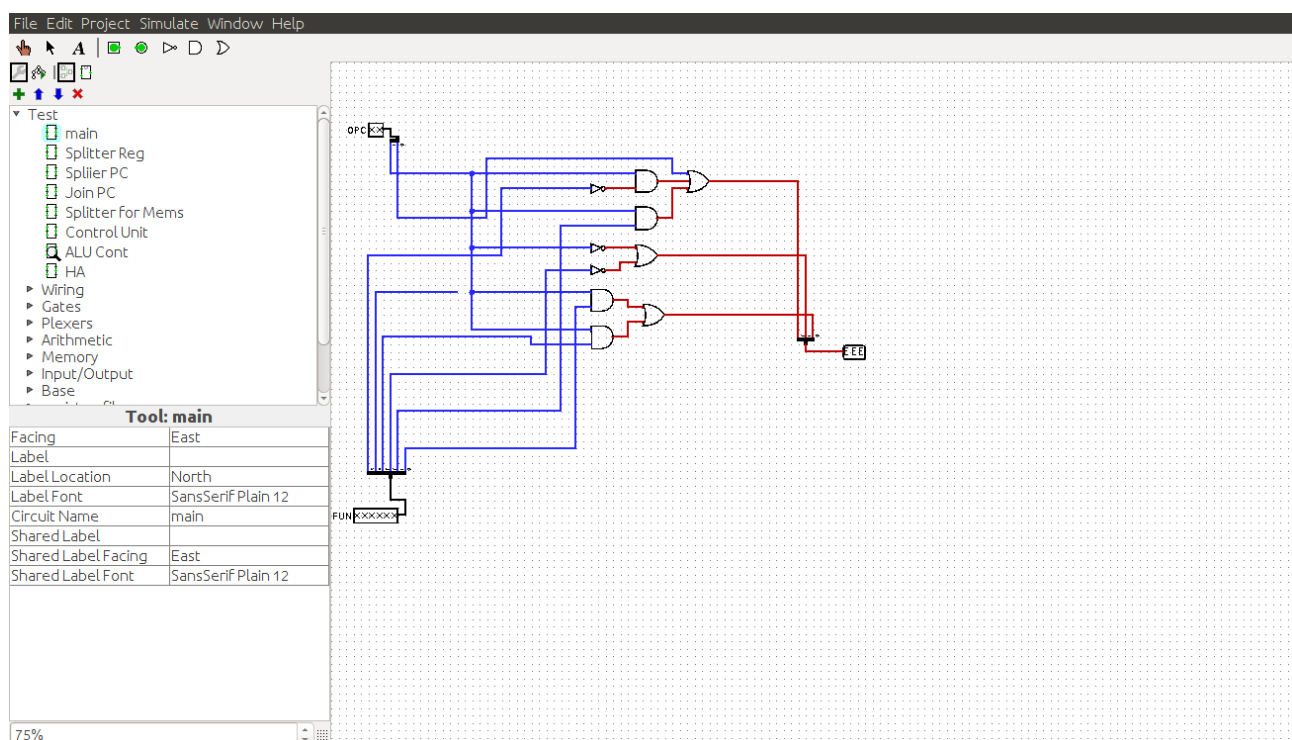 File Edit Project Simulate Window Help
A
Test
main
Splitter Reg
Spliier PC
Join PC
Splitter for Mems
Control Unit
ALU Cont
HA
Wiring
Gates
Plexers
Arithmetic
Memory
Input/Output
Base
Tool: main
Facing East
Label
Label Location North
Label Font SansSerif Plain 12
Circuit Name main
Shared Label
Shared Label Facing East
Shared Label Font SansSerif Plain 12
75%
OPC XX
EEE
FUN XXXXXX